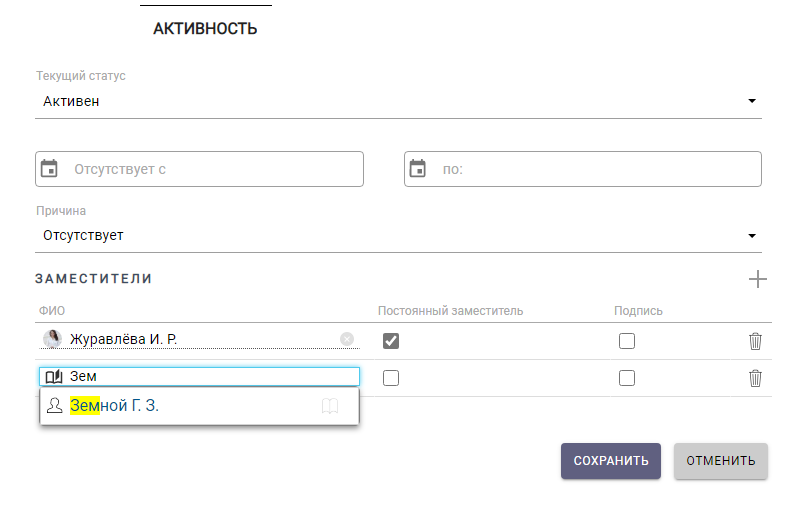 АКТИВНОСТЬ
Текущий статус
Активен
Отсутствует с
по:
Причина
Отсутствует
ЗАМЕСТИТЕЛИ
ФИО Постоянный заместитель Подпись
Журавлёва И. Р.
Зем
Земной Г. З.
СОХРАНИТЬ ОТМЕНИТЬ